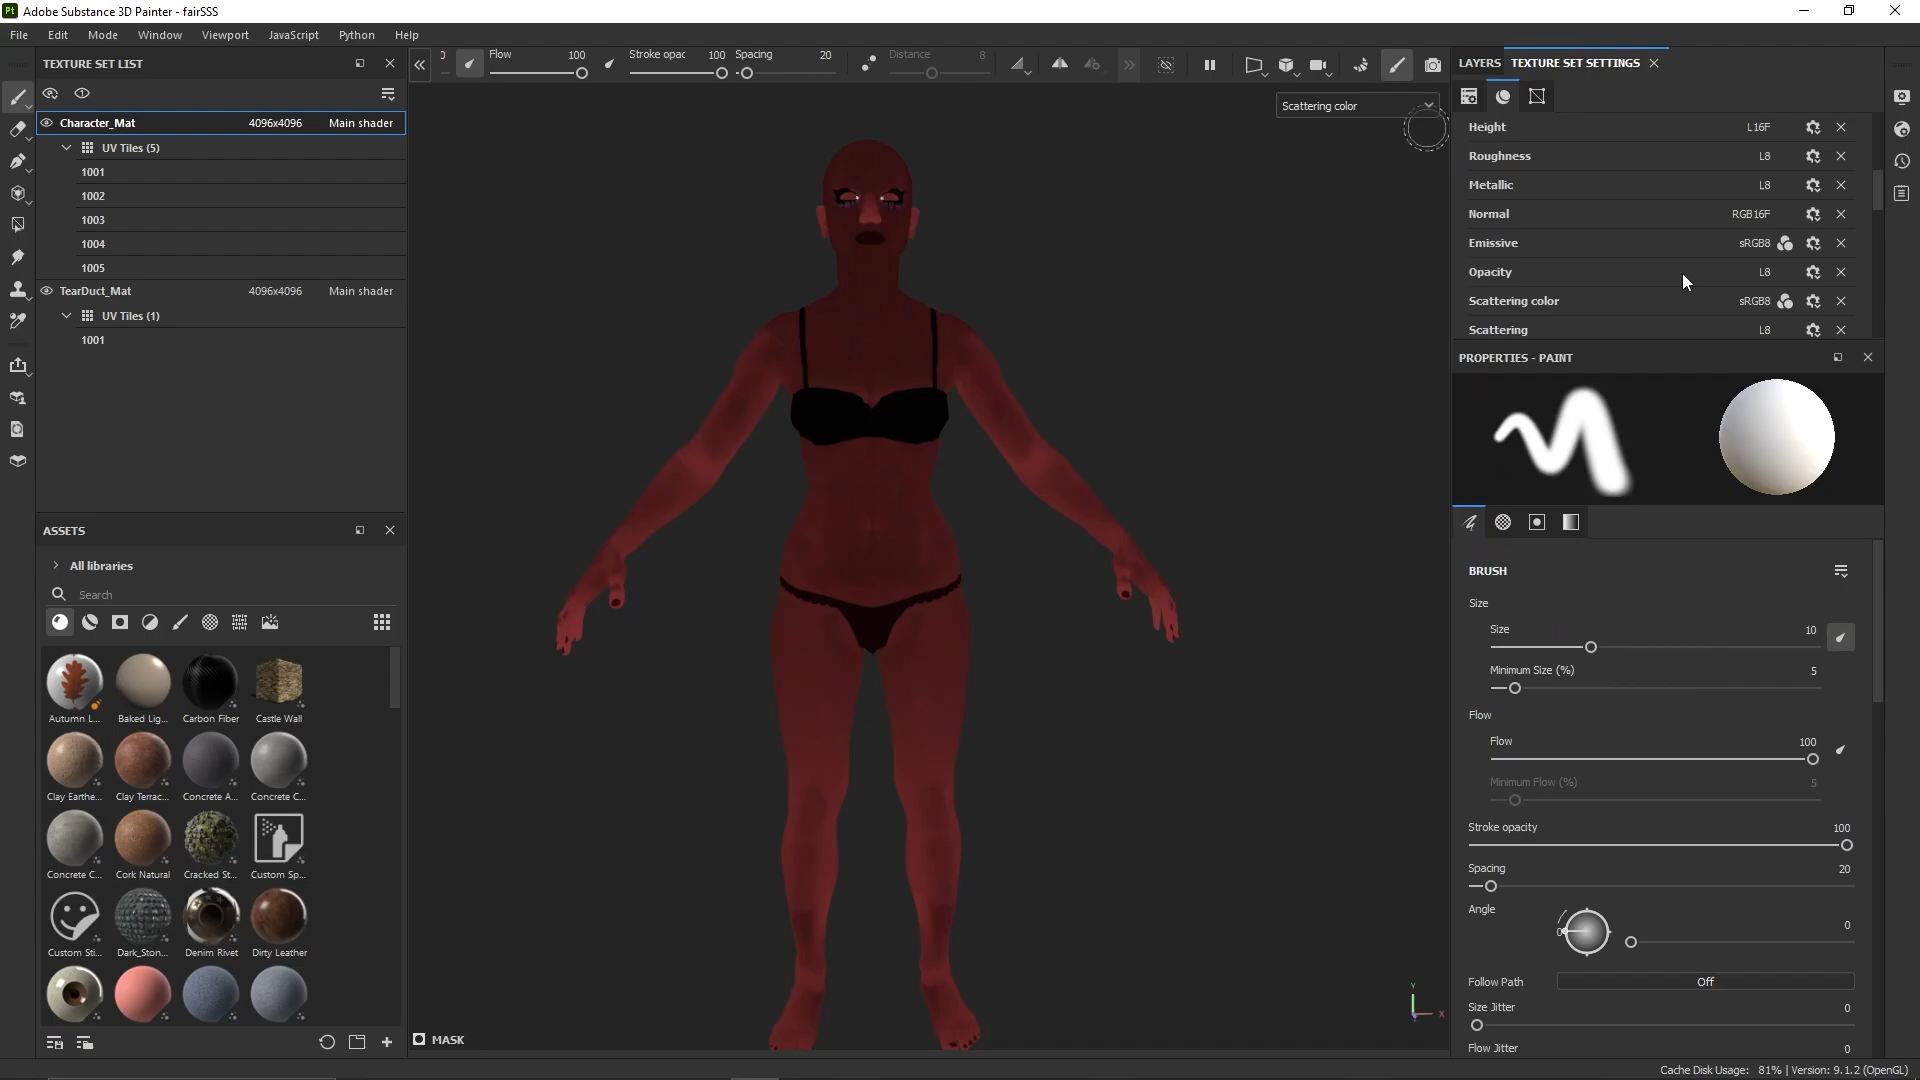 Pt Adobe Substance 3D Painter - fairSSS
File Edit Mode Window Viewport JavaScript Python Help
TEXTURE SET LIST
Character_Mat 4096x4096 Main shader
UV Tiles (5)
1001
1002
1003
1004
1005
TearDuct_Mat 4096x4096 Main shader
UV Tiles (1)
1001
ASSETS
All libraries
Search
Autumn L... Baked Lig... Carbon Fiber Castle Wall
Clay Earthe... Clay Terrac... Concrete A... Concrete C...
Concrete C... Cork Natural Cracked St... Custom Sp...
Custom Sti... Dark_Ston... Denim Rivet Dirty Leather
0 Flow 100 Stroke opac 100 Spacing 20 Distance 8
Scattering color
MASK
Y
X
LAYERS TEXTURE SET SETTINGS
Height L16F
Roughness L8
Metallic L8
Normal RGB16F
Emissive sRGB8
Opacity L8
Scattering color sRGB8
Scattering L8
PROPERTIES - PAINT
BRUSH
Size
Size 10
Minimum Size (%) 5
Flow
Flow 100
Minimum Flow (%) 5
Stroke opacity 100
Spacing 20
Angle 0 0
Follow Path Off
Size Jitter 0
Flow Jitter 0
Cache Disk Usage: 81% | Version: 9.1.2 (OpenGL)